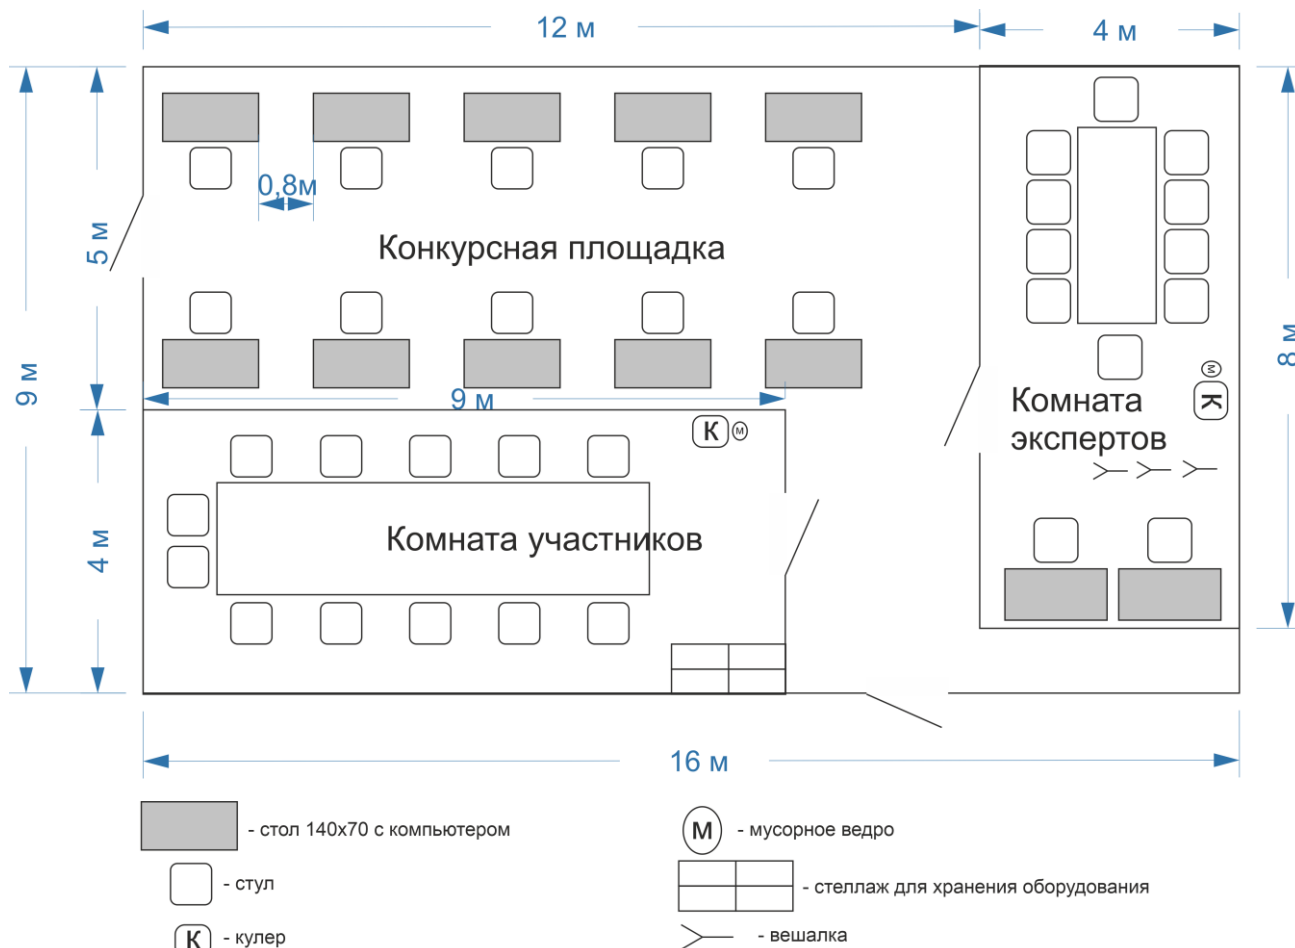 12 м
4 м
0,8м
5 м
Конкурсная площадка
9 м
8 м
9 м
М
К
Комната
экспертов
К
М
4 м
Комната участников
16 м
- стол 140х70 с компьютером
М
- мусорное ведро
- стул
- стеллаж для хранения оборудования
К
- кулер
- вешалка